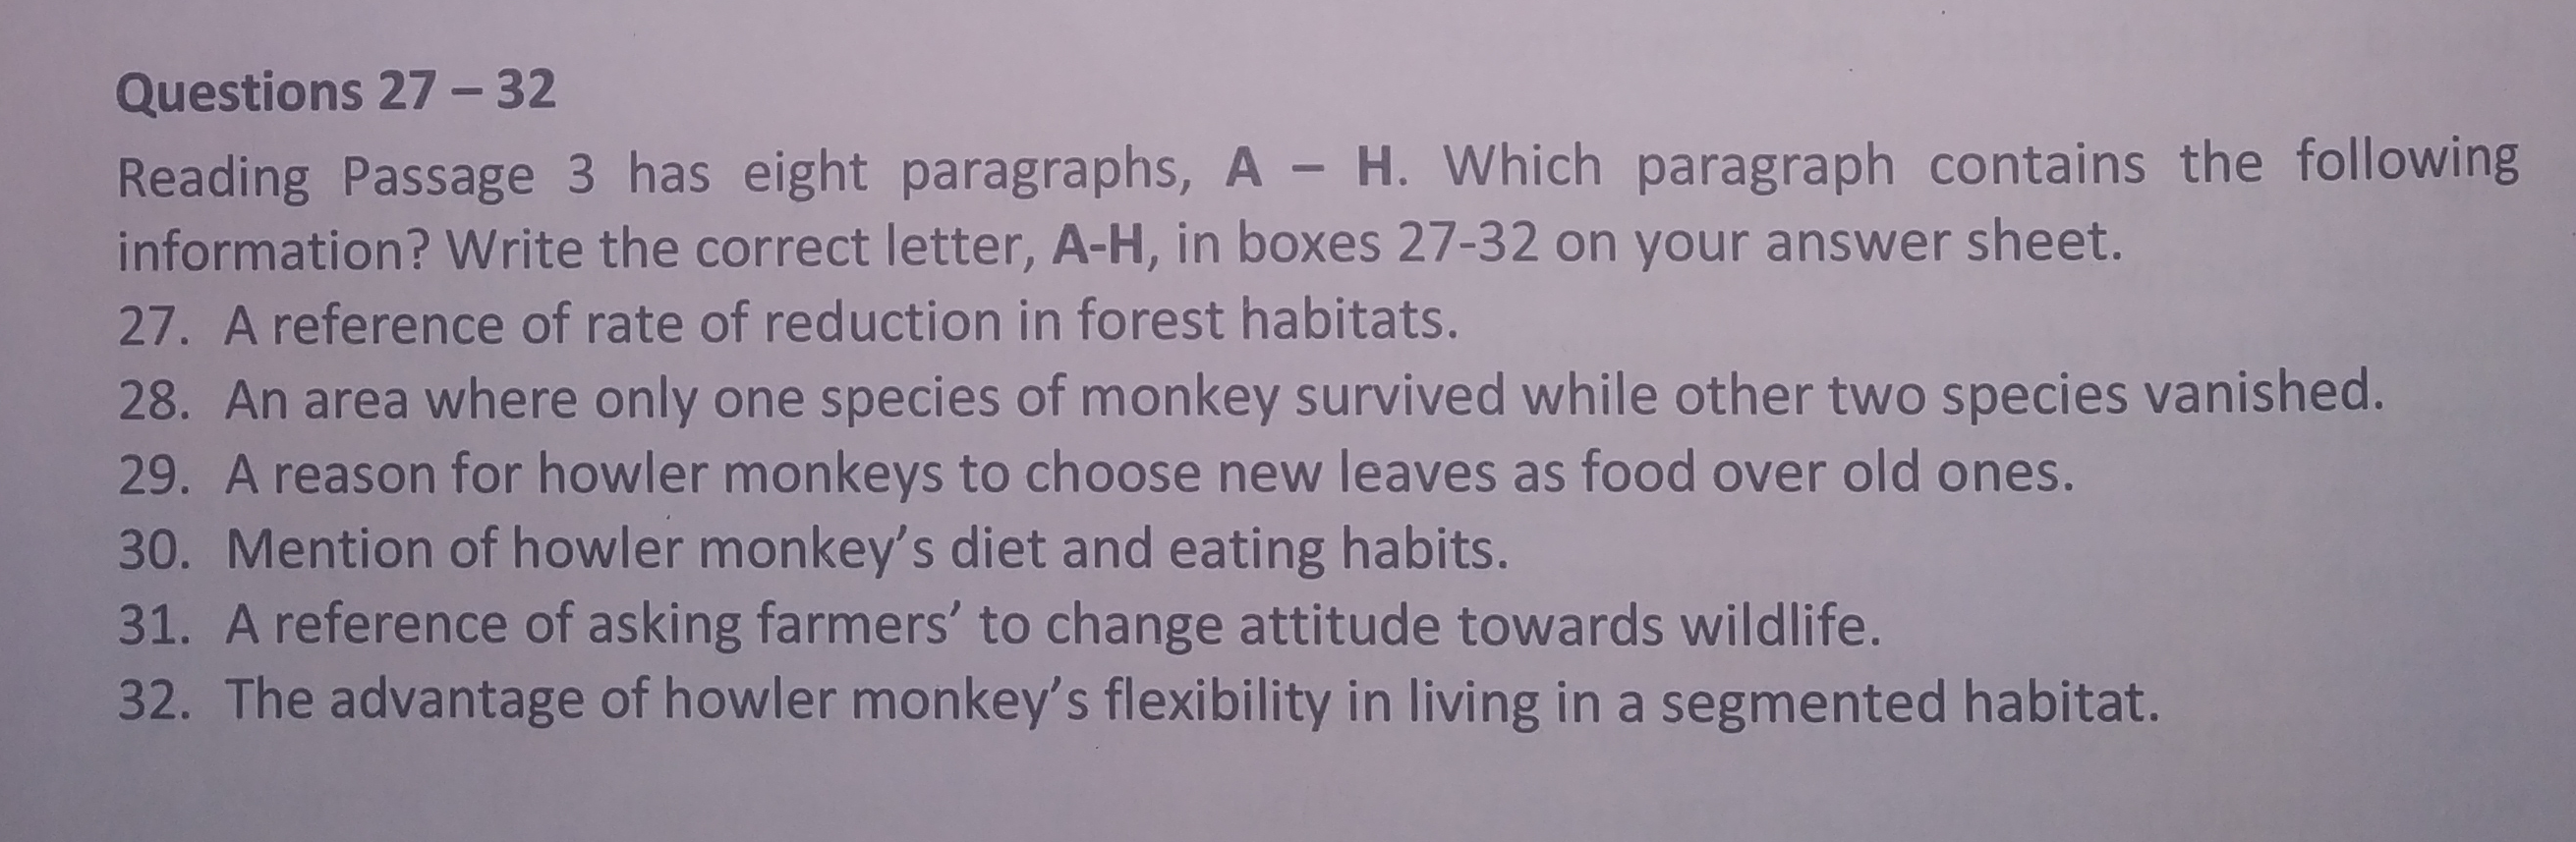 Questions 27 – 32
Reading Passage 3 has eight paragraphs, A – H. Which paragraph contains the following
information? Write the correct letter, A-H, in boxes 27-32 on your answer sheet.
27. A reference of rate of reduction in forest habitats.
28. An area where only one species of monkey survived while other two species vanished.
29. A reason for howler monkeys to choose new leaves as food over old ones.
30. Mention of howler monkey’s diet and eating habits.
31. A reference of asking farmers’ to change attitude towards wildlife.
32. The advantage of howler monkey’s flexibility in living in a segmented habitat.